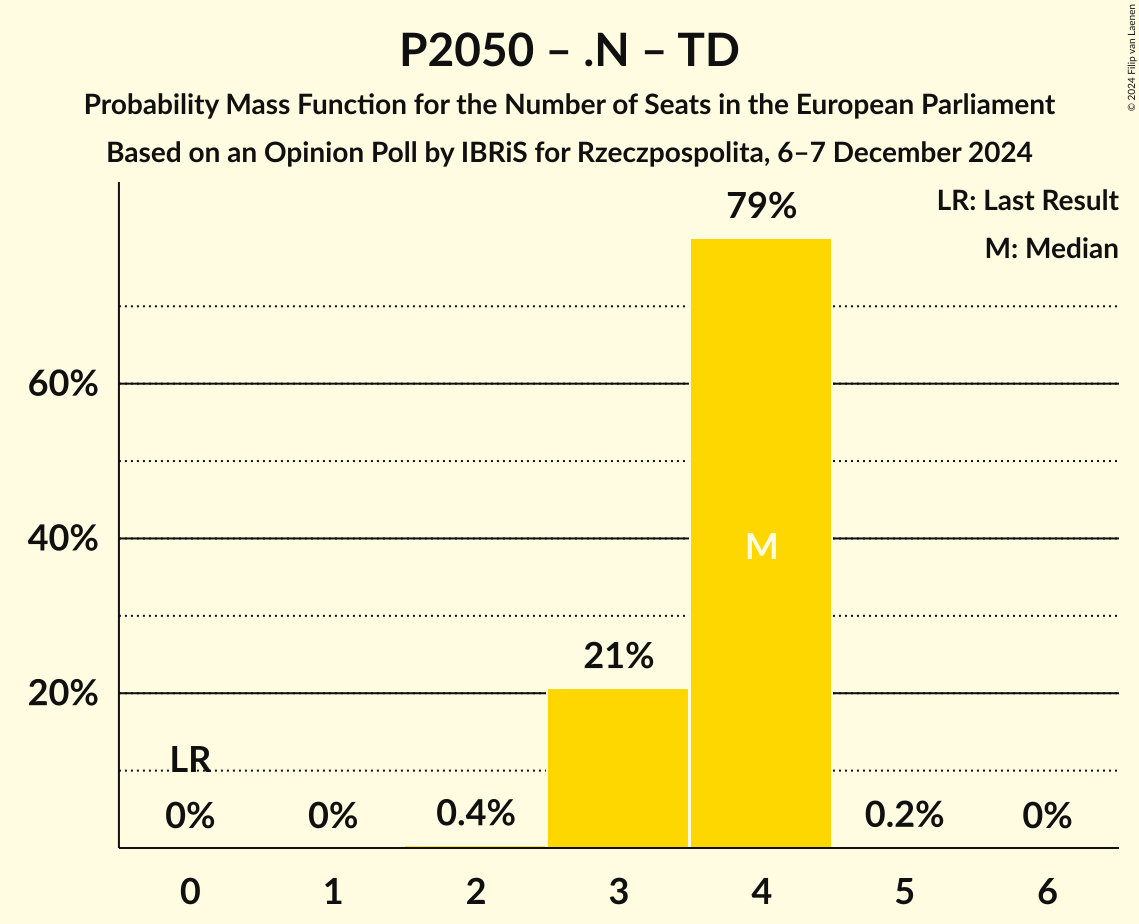 P2050 – .N – TD
Probability Mass Function for the Number of Seats in the European Parliament
Based on an Opinion Poll by IBRiS for Rzeczpospolita, 6–7 December 2024
© 2024 Filip van Laenen
LR: Last Result
M: Median
79%
60%
40%
M
21%
20%
LR
0% 0% 0.4% 0.2% 0%
0 1 2 3 4 5 6